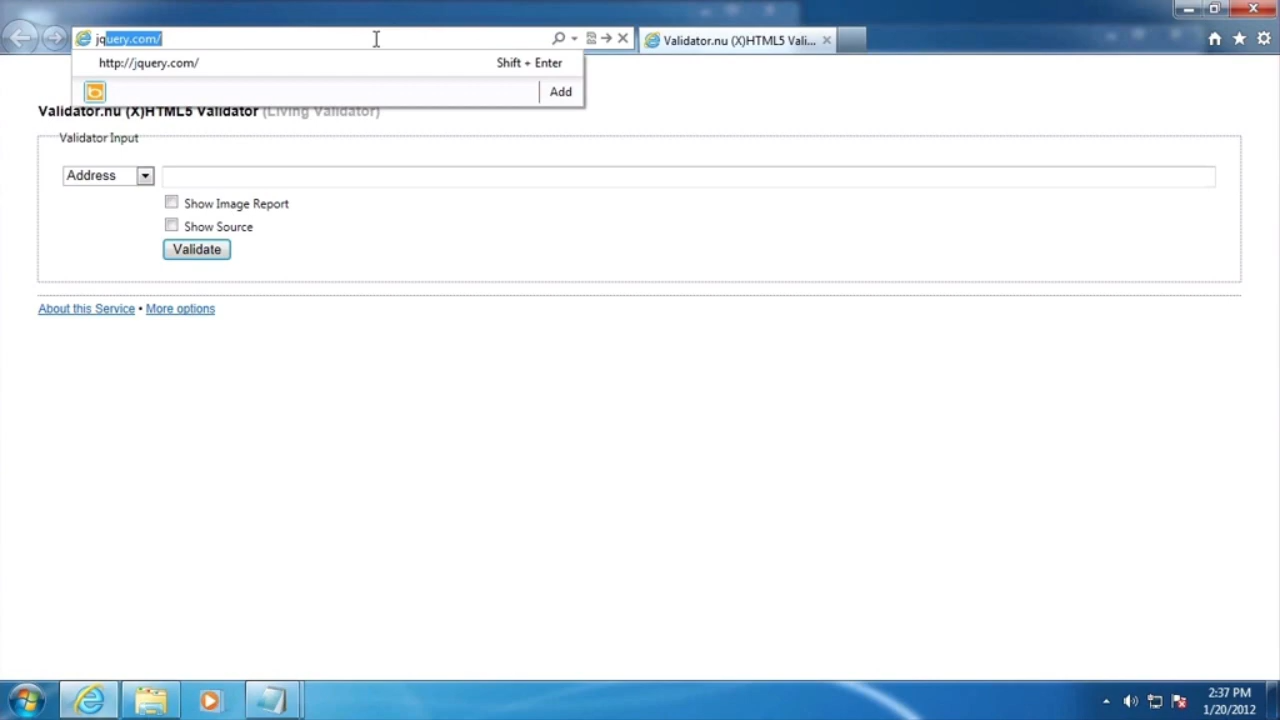 jquery.com/
Validator.nu (X)HTML5 Vali...
http://jquery.com/ Shift + Enter
Add
Validator.nu (X)HTML5 Validator (Living Validator)
Validator Input
Address
Show Image Report
Show Source
Validate
About this Service • More options
2:37 PM
1/20/2012